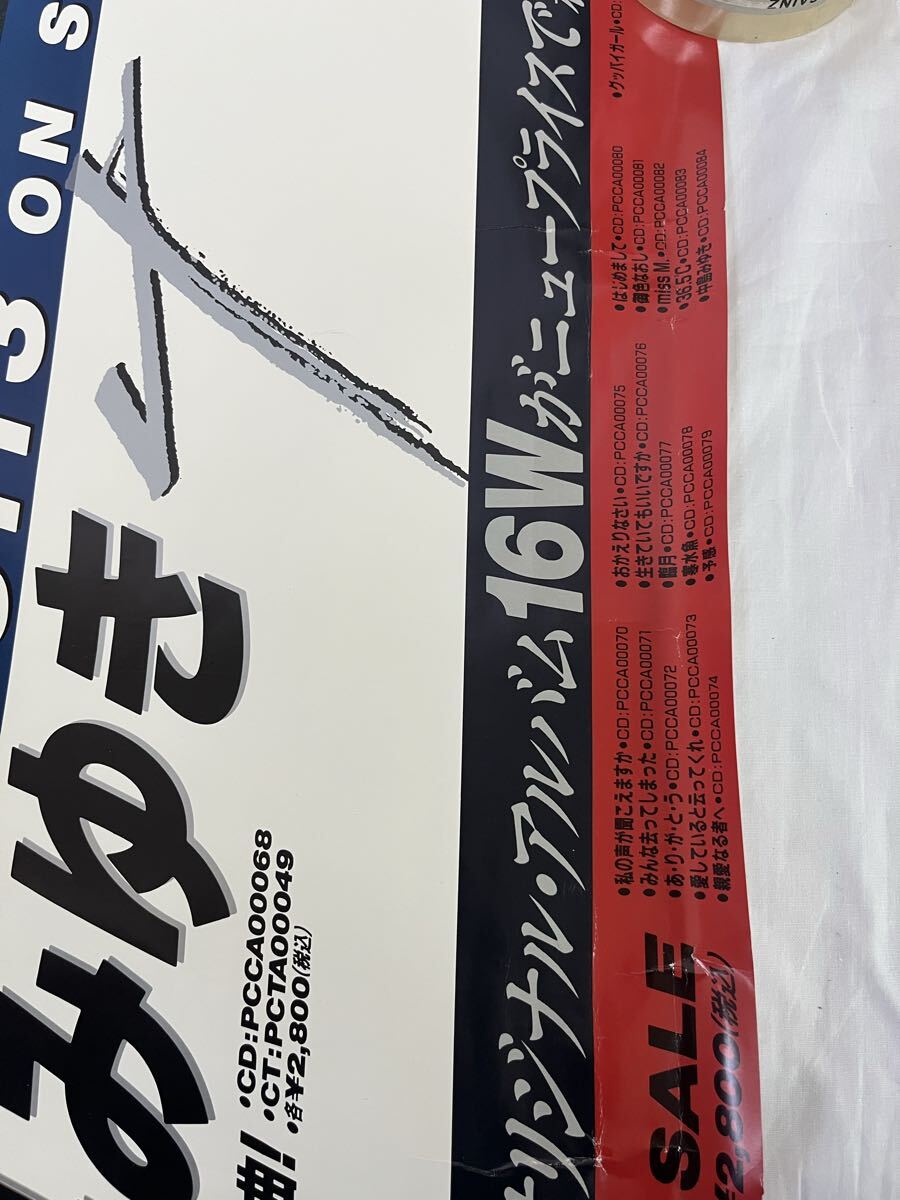 13 ON S
みゆき
曲!
•CD:PCCA00068
•CT:PCTA00049
•各¥2,800(税込)
オリジナル・アルバム16Wがニュープライスで
SALE
¥2,800(税込)
•私の声が聞こえますか•CD:PCCA00070
•みんな去ってしまった•CD:PCCA00071
•あ・り・が・と・う•CD:PCCA00072
•愛していると云ってくれ•CD:PCCA00073
•親愛なる者へ•CD:PCCA00074
•おかえりなさい•CD:PCCA00075
•生きていてもいいですか•CD:PCCA00076
•臨月•CD:PCCA00077
•寒水魚•CD:PCCA00078
•予感•CD:PCCA00079
•はじめまして•CD:PCCA00080
•御色なおし•CD:PCCA00081
•miss M.•CD:PCCA00082
•36.5℃•CD:PCCA00083
•中島みゆき•CD:PCCA00084
•グッバイガール•CD